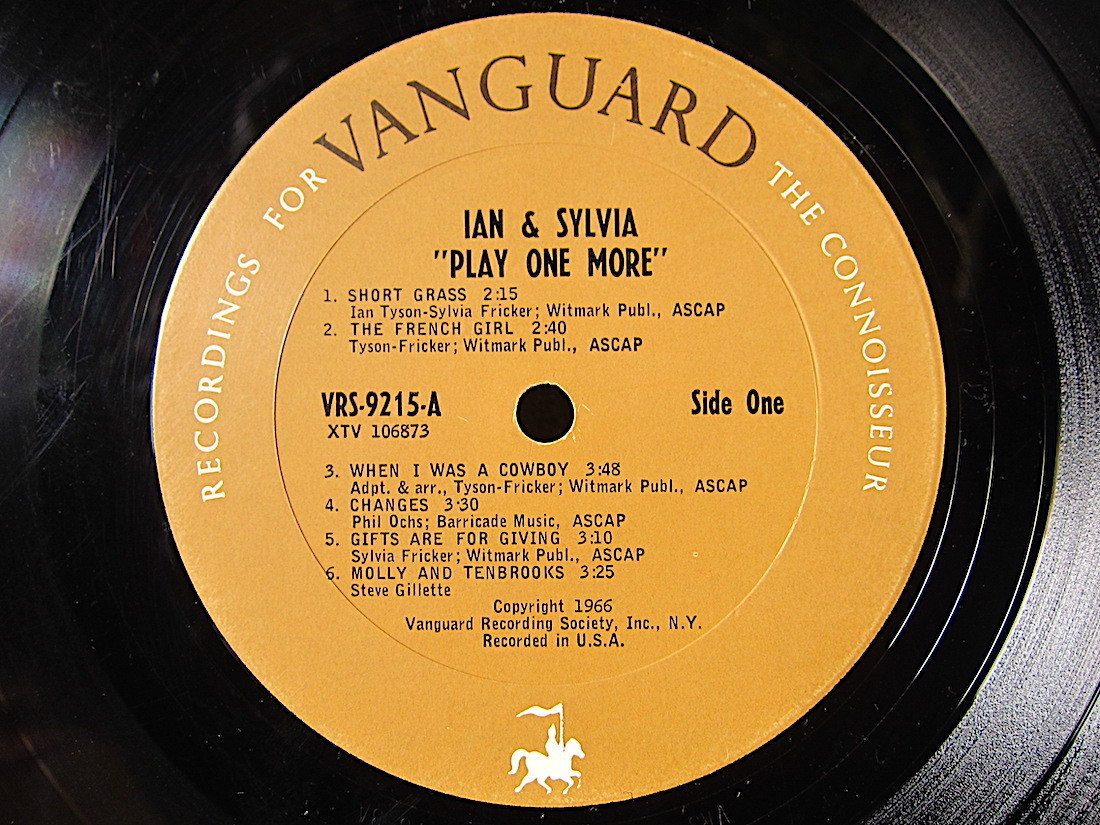 RECORDINGS FOR VANGUARD THE CONNOISSEUR
IAN & SYLVIA
"PLAY ONE MORE"
1. SHORT GRASS 2:15
Ian Tyson-Sylvia Fricker; Witmark Publ., ASCAP
2. THE FRENCH GIRL 2:40
Tyson-Fricker; Witmark Publ., ASCAP
VRS-9215-A
XTV 106873
Side One
3. WHEN I WAS A COWBOY 3:48
Adpt. & arr., Tyson-Fricker; Witmark Publ., ASCAP
4. CHANGES 3:30
Phil Ochs; Barricade Music, ASCAP
5. GIFTS ARE FOR GIVING 3:10
Sylvia Fricker; Witmark Publ., ASCAP
6. MOLLY AND TENBROOKS 3:25
Steve Gillette
Copyright 1966
Vanguard Recording Society, Inc., N.Y.
Recorded in U.S.A.